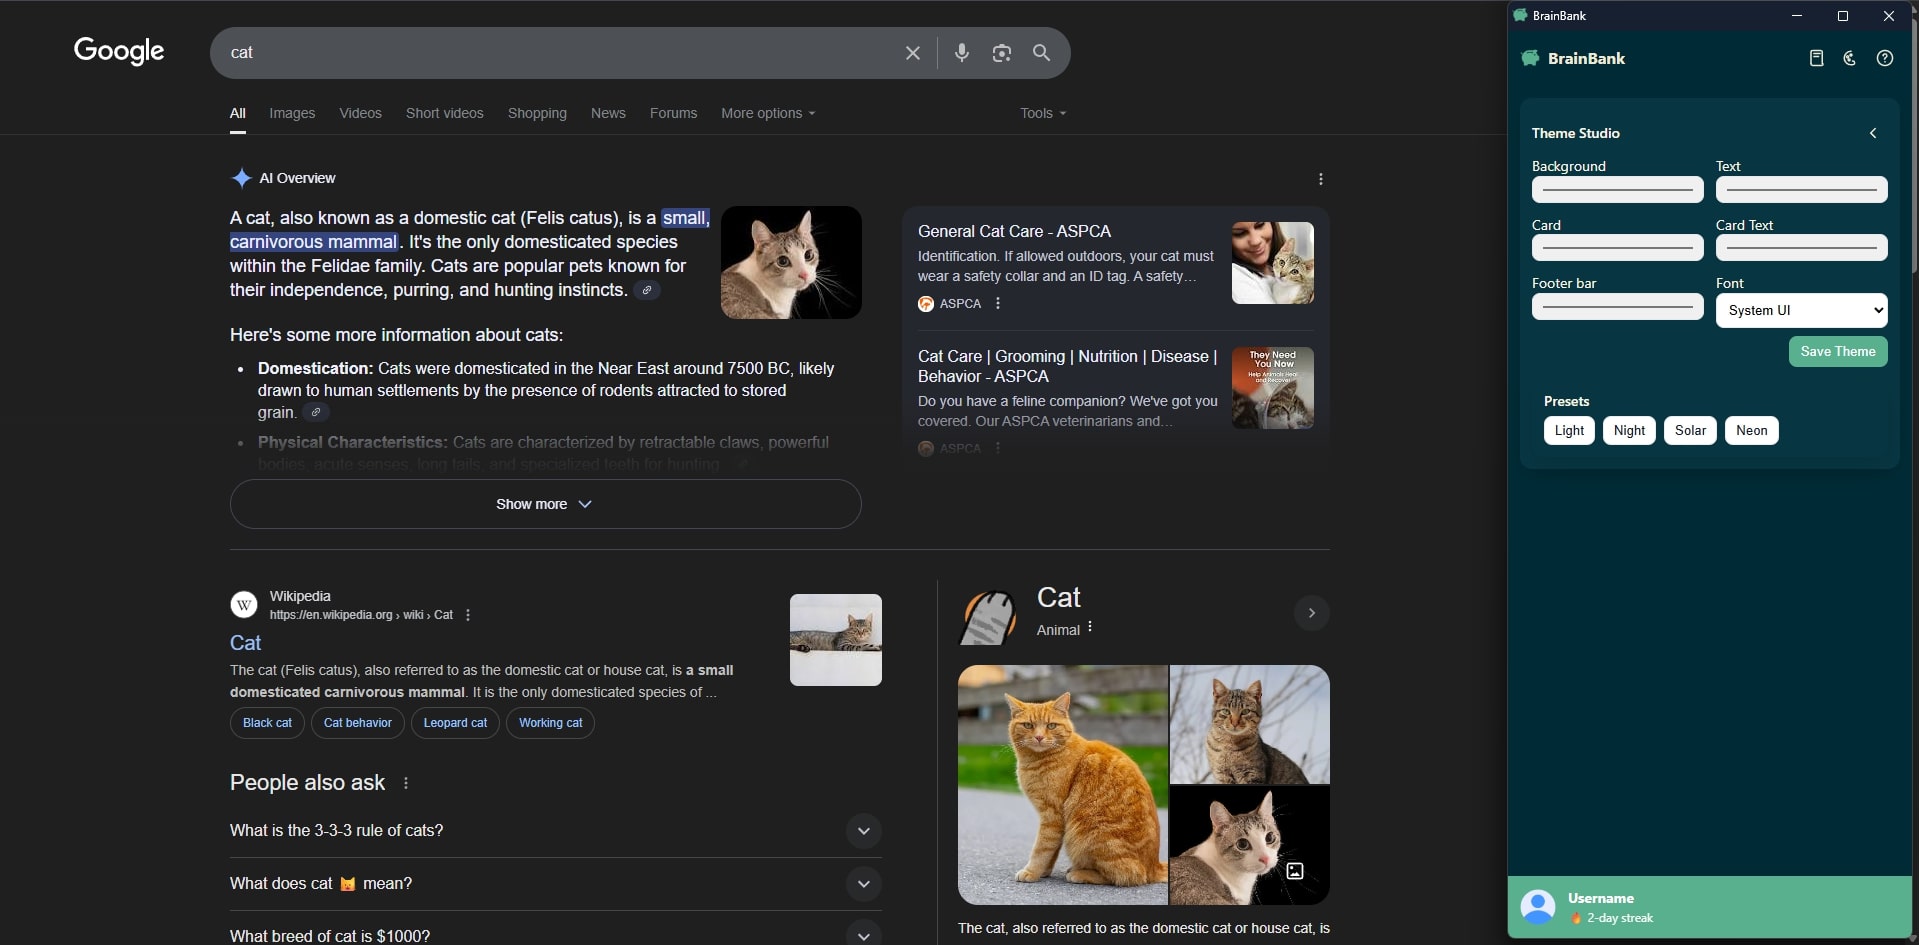 Google
cat
All Images Videos Short videos Shopping News Forums More options Tools
AI Overview
A cat, also known as a domestic cat (Felis catus), is a small,
carnivorous mammal. It's the only domesticated species
within the Felidae family. Cats are popular pets known for
their independence, purring, and hunting instincts.
Here's some more information about cats:
• Domestication: Cats were domesticated in the Near East around 7500 BC, likely
drawn to human settlements by the presence of rodents attracted to stored
grain.
• Physical Characteristics: Cats are characterized by retractable claws, powerful
bodies, acute senses, long tails, and specialized teeth for hunting
Show more
General Cat Care - ASPCA
Identification. If allowed outdoors, your cat must
wear a safety collar and an ID tag. A safety...
ASPCA
Cat Care | Grooming | Nutrition | Disease |
Behavior - ASPCA
Do you have a feline companion? We've got you
covered. Our ASPCA veterinarians and...
ASPCA
They Need
You Now
Help Animals Heal
and Recover
W
Wikipedia
https://en.wikipedia.org › wiki › Cat
Cat
The cat (Felis catus), also referred to as the domestic cat or house cat, is a small
domesticated carnivorous mammal. It is the only domesticated species of ...
Black cat Cat behavior Leopard cat Working cat
People also ask
What is the 3-3-3 rule of cats?
What does cat 🐱 mean?
What breed of cat is $1000?
Cat
Animal
The cat, also referred to as the domestic cat or house cat, is
BrainBank
BrainBank
Theme Studio
Background Text
Card Card Text
Footer bar Font
System UI
Save Theme
Presets
Light Night Solar Neon
Username
🔥 2-day streak